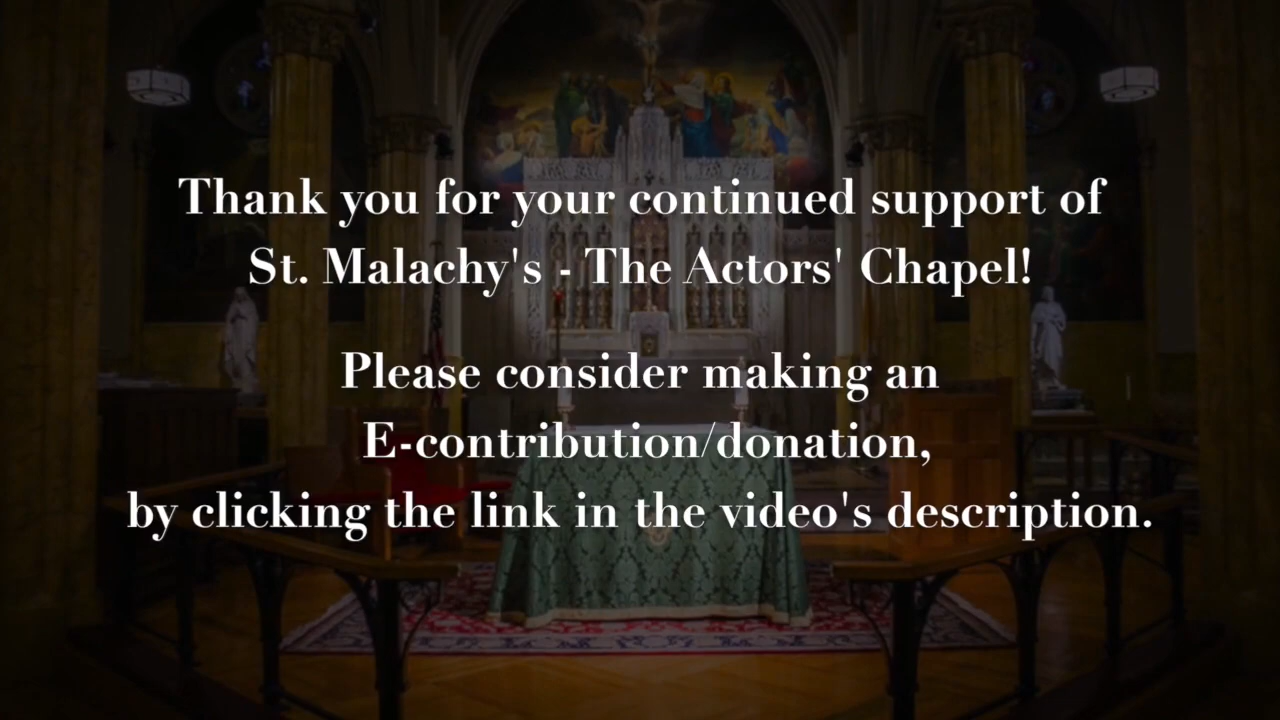 Thank you for your continued support of
St. Malachy's - The Actors' Chapel!
Please consider making an
E-contribution/donation,
by clicking the link in the video's description.